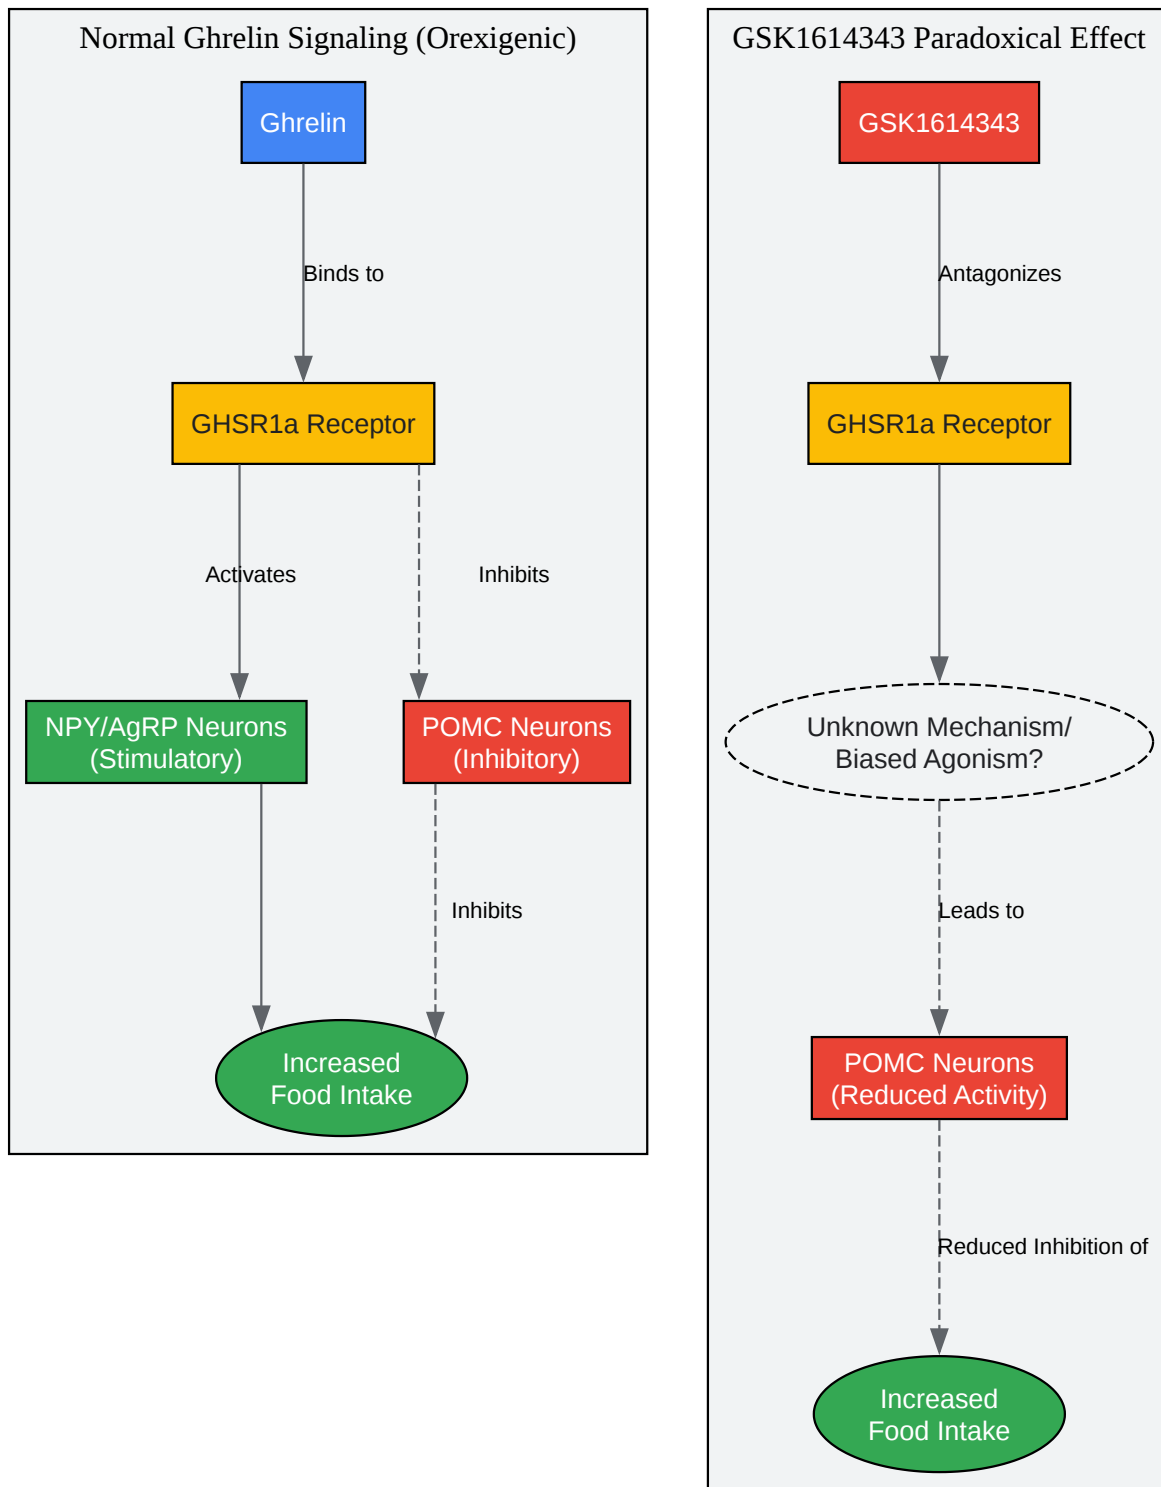 Normal Ghrelin Signaling (Orexigenic)
Ghrelin
Binds to
GHSR1a Receptor
Activates
Inhibits
NPY/AgRP Neurons
(Stimulatory)
POMC Neurons
(Inhibitory)
Inhibits
Increased
Food Intake
GSK1614343 Paradoxical Effect
GSK1614343
Antagonizes
GHSR1a Receptor
Unknown Mechanism/
Biased Agonism?
Leads to
POMC Neurons
(Reduced Activity)
Reduced Inhibition of
Increased
Food Intake